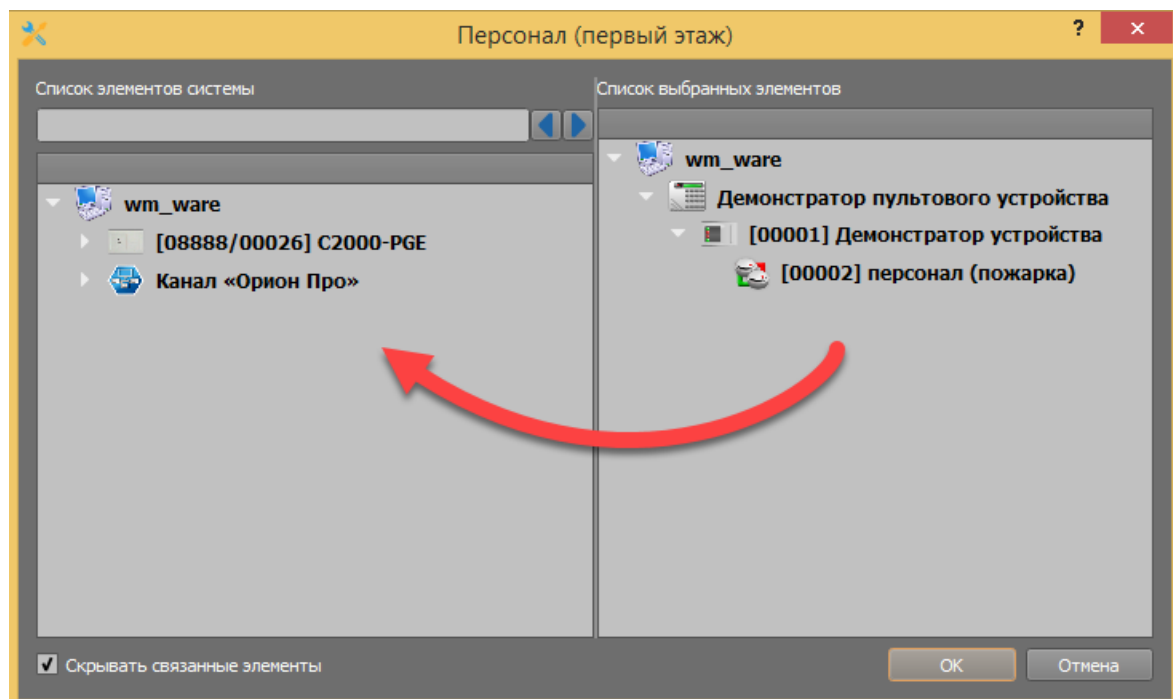 Персонал (первый этаж)
?
Список элементов системы
wm_ware
[08888/00026] С2000-PGE
Канал «Орион Про»
Список выбранных элементов
wm_ware
Демонстратор пультового устройства
[00001] Демонстратор устройства
[00002] персонал (пожарка)
Скрывать связанные элементы
ОК
Отмена